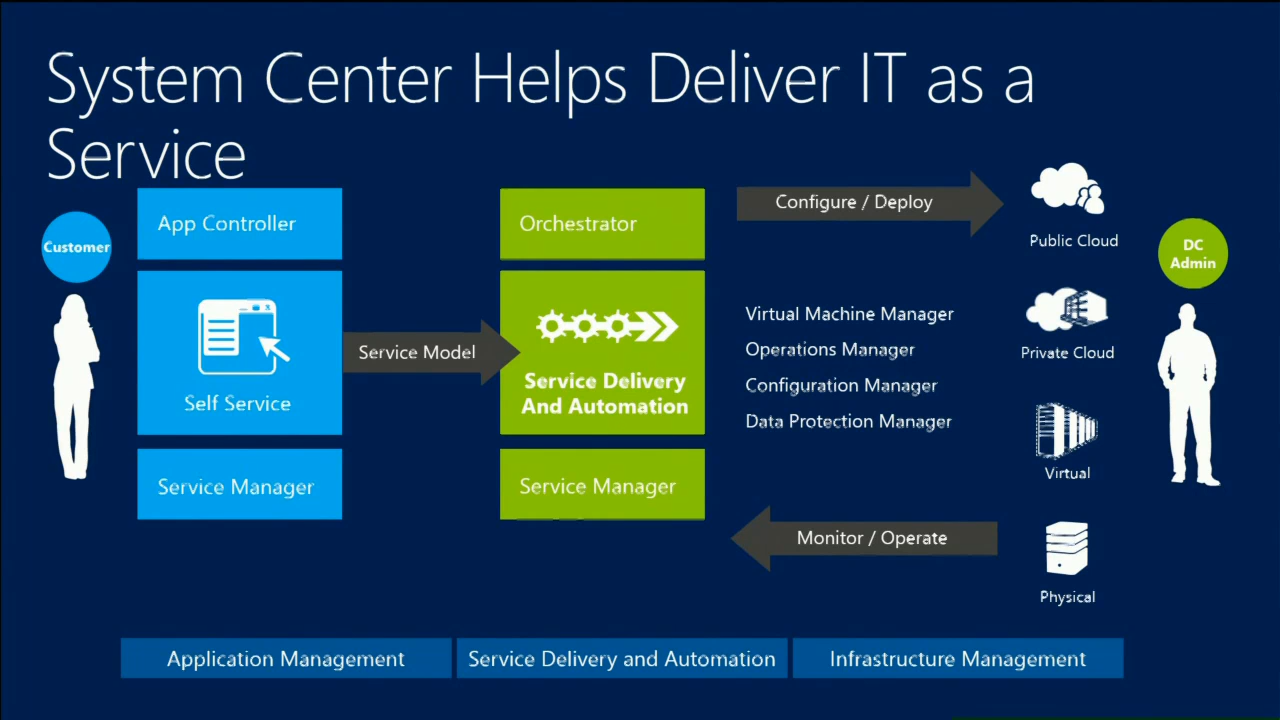 System Center Helps Deliver IT as a
Service
Customer
App Controller
Self Service
Service Manager
Service Model
Orchestrator
Service Delivery
And Automation
Service Manager
Configure / Deploy
Virtual Machine Manager
Operations Manager
Configuration Manager
Data Protection Manager
Monitor / Operate
Public Cloud
Private Cloud
Virtual
Physical
DC
Admin
Application Management
Service Delivery and Automation
Infrastructure Management